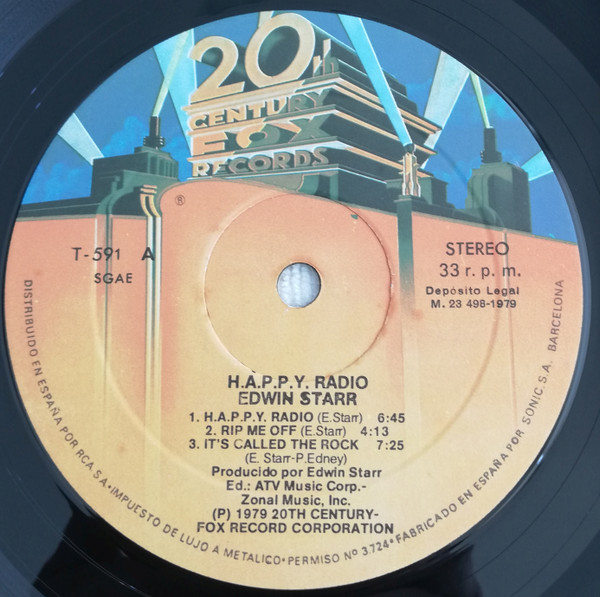 20th
CENTURY
FOX
RECORDS
®
T-591 A
SGAE
STEREO
33 r. p. m.
Depósito Legal
M. 23 498-1979
H.A.P.P.Y. RADIO
EDWIN STARR
1. H.A.P.P.Y. RADIO (E.Starr) 6:45
2. RIP ME OFF (E.Starr) 4:13
3. IT'S CALLED THE ROCK 7:25
(E. Starr-P.Edney)
Producido por Edwin Starr
Ed.: ATV Music Corp.-
Zonal Music, Inc.
(P) 1979 20TH CENTURY-
FOX RECORD CORPORATION
DISTRIBUIDO EN ESPAÑA POR RCA S.A•IMPUESTO DE LUJO A METALICO•PERMISO Nº 3.724•FABRICADO EN ESPAÑA POR SONIC, S.A. BARCELONA